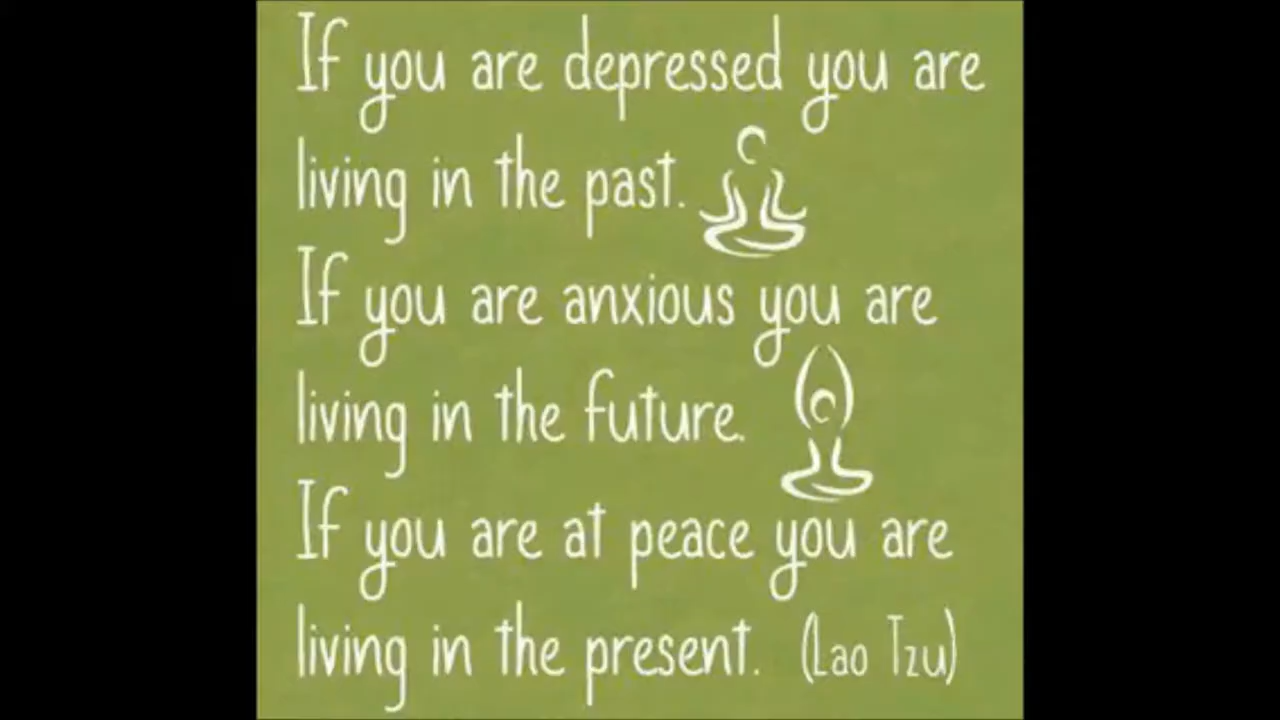 If you are depressed you are
living in the past.
If you are anxious you are
living in the future.
If you are at peace you are
living in the present. (Lao Tzu)